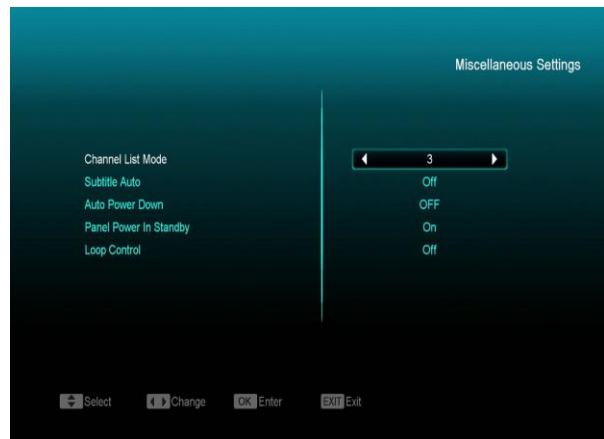 Miscellaneous Settings
Channel List Mode 3
Subtitle Auto Off
Auto Power Down OFF
Panel Power In Standby On
Loop Control Off
Select Change OK Enter EXIT Exit